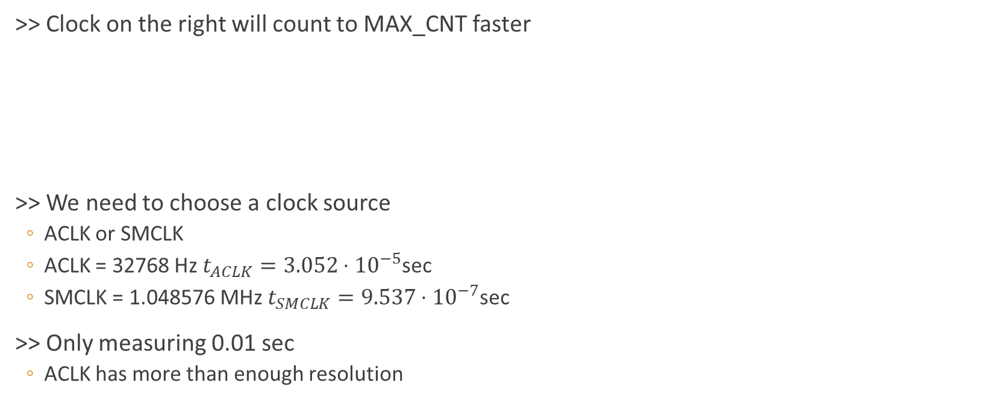 >> Clock on the right will count to MAX_CNT faster
>> We need to choose a clock source
◦ ACLK or SMCLK
◦ ACLK = 32768 Hz $t_{ACLK} = 3.052 \cdot 10^{-5}$sec
◦ SMCLK = 1.048576 MHz $t_{SMCLK} = 9.537 \cdot 10^{-7}$sec
>> Only measuring 0.01 sec
◦ ACLK has more than enough resolution